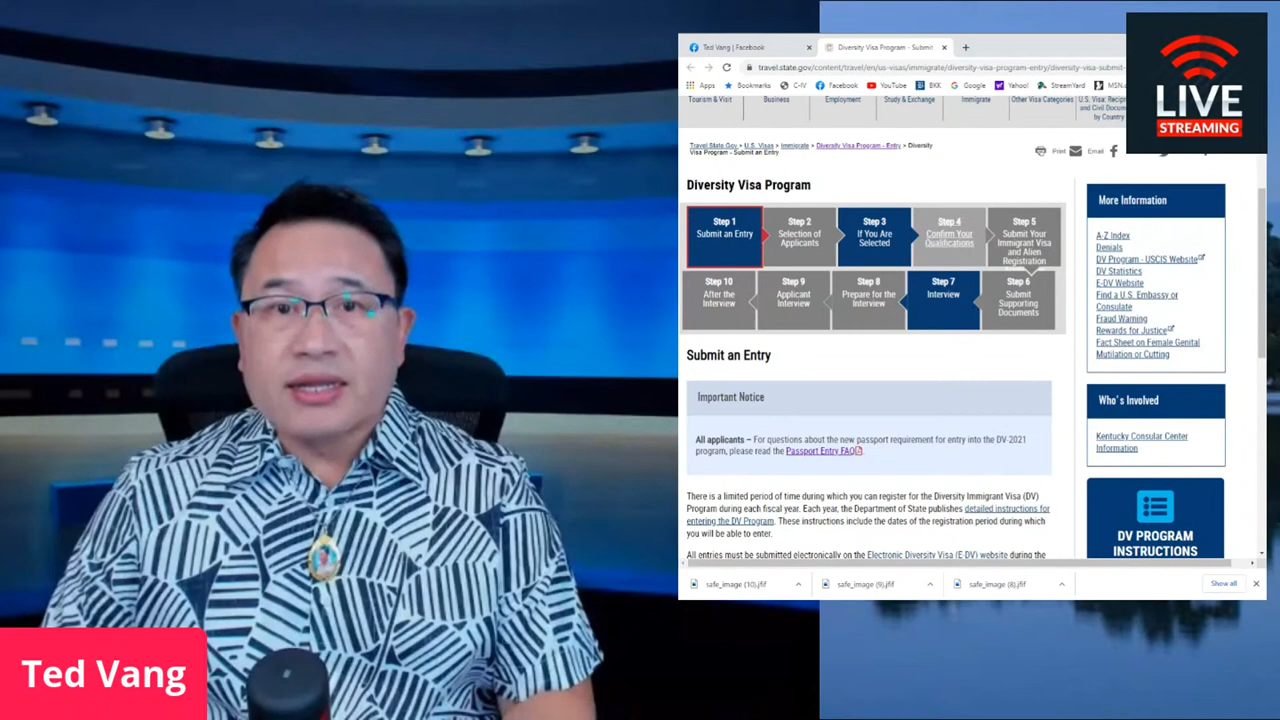 Ted Vang | Facebook
Diversity Visa Program - Submit
travel.state.gov/content/travel/en/us-visas/immigrate/diversity-visa-program-entry/diversity-visa-submit-
Apps Bookmarks C-IV Facebook YouTube BKK Google Yahoo! StreamYard MSN.
LIVE
STREAMING
Tourism & Visit Business Employment Study & Exchange Immigrate Other Visa Categories U.S. Visa: Recipr
and Civil Docume
by Country
Travel.State.Gov > U.S. Visas > Immigrate > Diversity Visa Program - Entry > Diversity
Visa Program - Submit an Entry
Print Email
Diversity Visa Program
Step 1
Submit an Entry
Step 2
Selection of
Applicants
Step 3
If You Are
Selected
Step 4
Confirm Your
Qualifications
Step 5
Submit Your
Immigrant Visa
and Alien
Registration
Step 10
After the
Interview
Step 9
Applicant
Interview
Step 8
Prepare for the
Interview
Step 7
Interview
Step 6
Submit
Supporting
Documents
Submit an Entry
Important Notice
All applicants – For questions about the new passport requirement for entry into the DV-2021
program, please read the Passport Entry FAQ.
There is a limited period of time during which you can register for the Diversity Immigrant Visa (DV)
Program during each fiscal year. Each year, the Department of State publishes detailed instructions for
entering the DV Program. These instructions include the dates of the registration period during which
you will be able to enter.
All entries must be submitted electronically on the Electronic Diversity Visa (E-DV) website during the
More Information
A-Z Index
Denials
DV Program - USCIS Website
DV Statistics
E-DV Website
Find a U.S. Embassy or
Consulate
Fraud Warning
Rewards for Justice
Fact Sheet on Female Genital
Mutilation or Cutting
Who's Involved
Kentucky Consular Center
Information
DV PROGRAM
INSTRUCTIONS
safe_image (10).jfif
safe_image (9).jfif
safe_image (8).jfif
Show all
Ted Vang